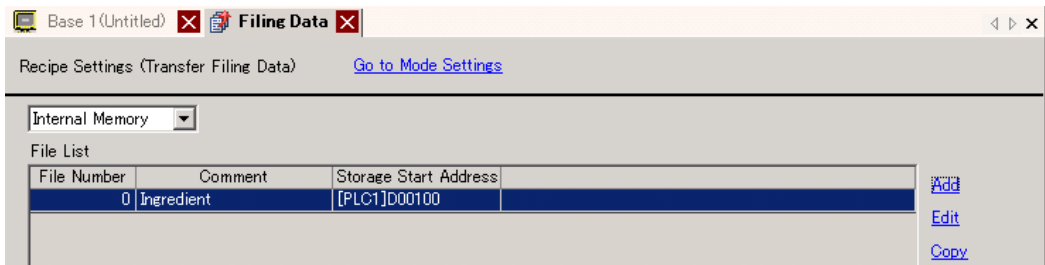 Base 1(Untitled) Filing Data
Recipe Settings (Transfer Filing Data) Go to Mode Settings
Internal Memory
File List
File Number Comment Storage Start Address
0 Ingredient [PLC1]D00100
Add
Edit
Copy